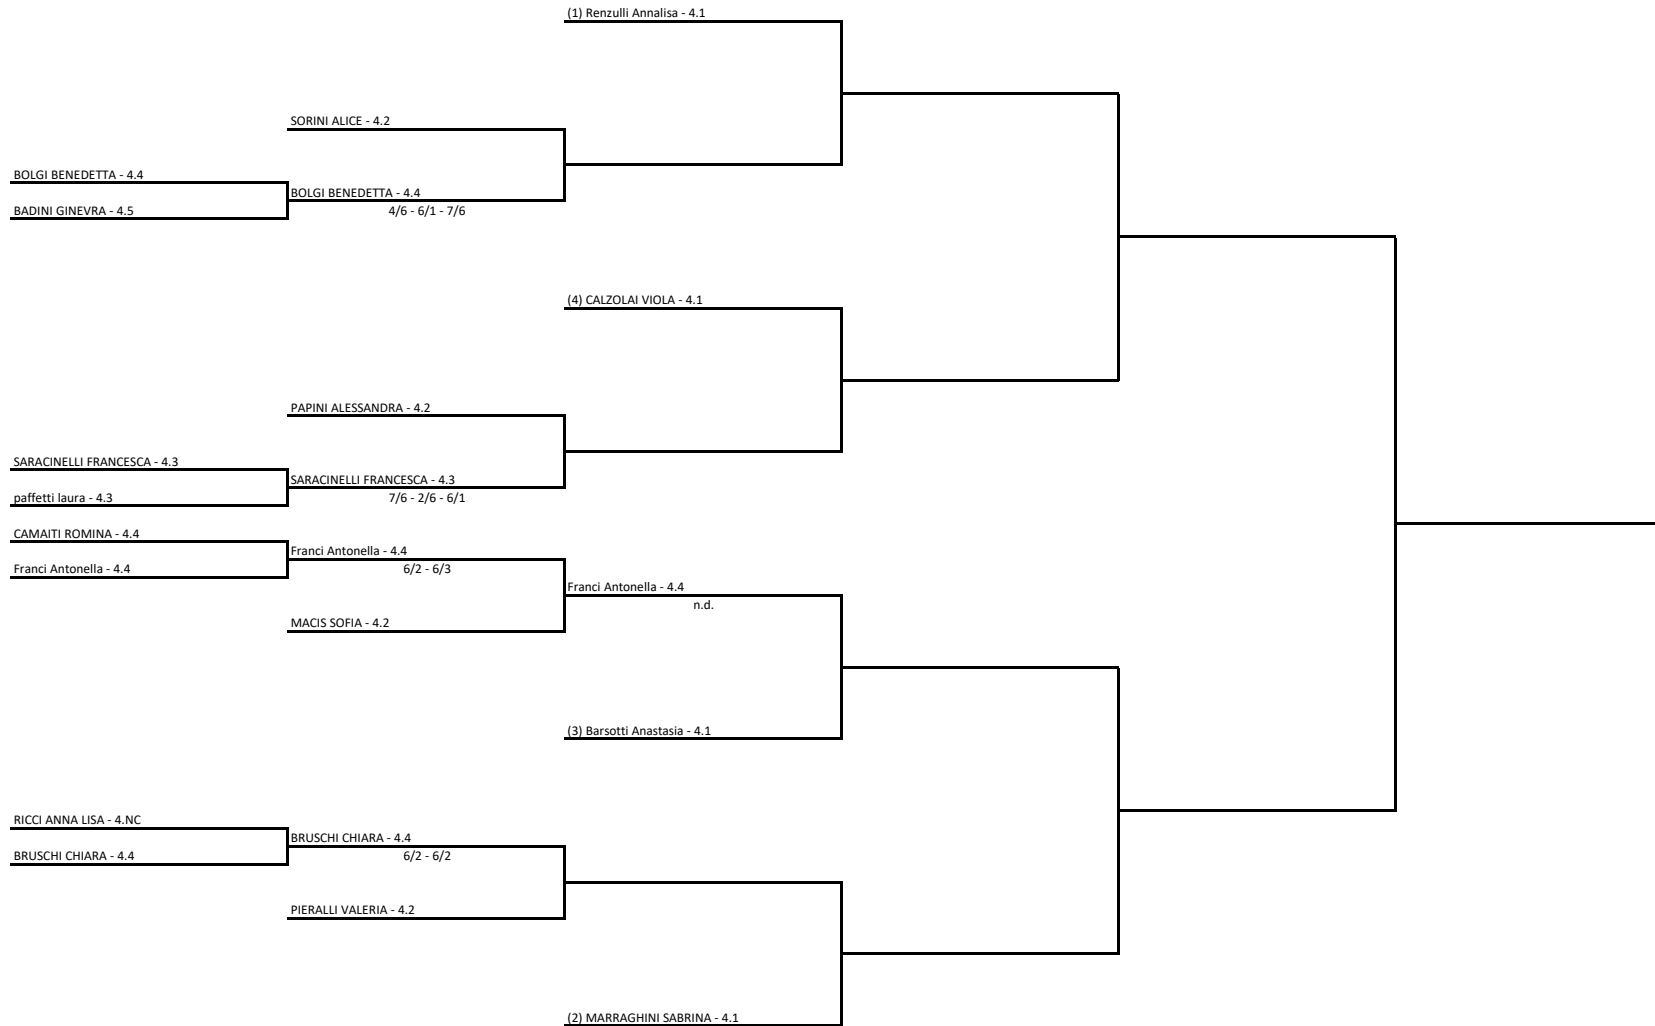 (1) Renzulli Annalisa - 4.1
SORINI ALICE - 4.2
BOLGI BENEDETTA - 4.4
BOLGI BENEDETTA - 4.4
BADINI GINEVRA - 4.5
4/6 - 6/1 - 7/6
(4) CALZOLAI VIOLA - 4.1
PAPINI ALESSANDRA - 4.2
SARACINELLI FRANCESCA - 4.3
SARACINELLI FRANCESCA - 4.3
paffetti laura - 4.3
7/6 - 2/6 - 6/1
CAMAITI ROMINA - 4.4
Franci Antonella - 4.4
Franci Antonella - 4.4
6/2 - 6/3
Franci Antonella - 4.4
n.d.
MACIS SOFIA - 4.2
(3) Barsotti Anastasia - 4.1
RICCI ANNA LISA - 4.NC
BRUSCHI CHIARA - 4.4
BRUSCHI CHIARA - 4.4
6/2 - 6/2
PIERALLI VALERIA - 4.2
(2) MARRAGHINI SABRINA - 4.1